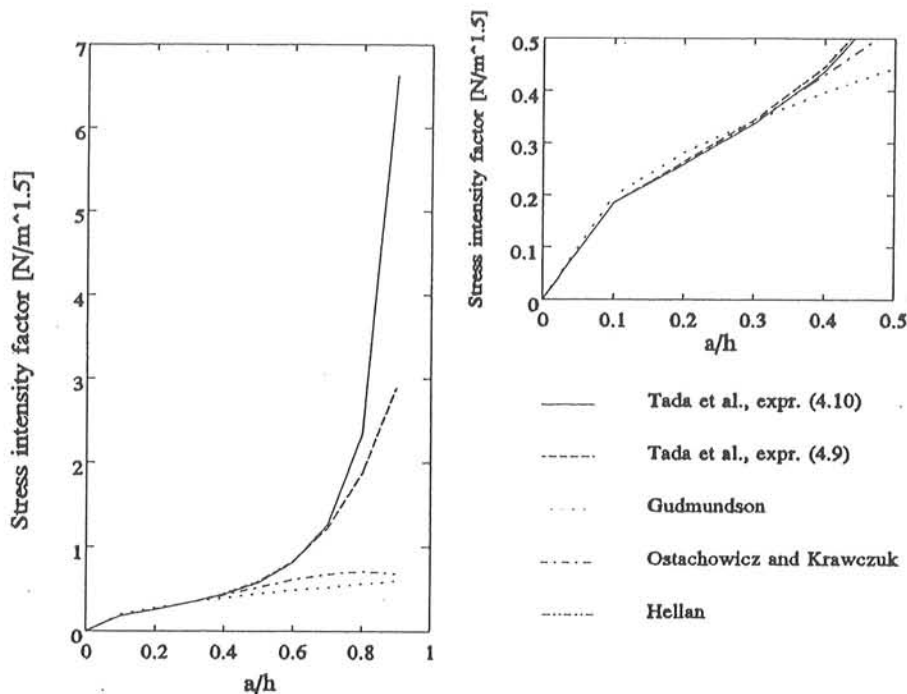 Stress intensity factor [N/m^1.5]
7
6
5
4
3
2
1
0
0
0.2
0.4
0.6
0.8
1
a/h
Stress intensity factor [N/m^1.5]
0.5
0.4
0.3
0.2
0.1
0
0
0.1
0.2
0.3
0.4
0.5
a/h
Tada et al., expr. (4.10)
Tada et al., expr. (4.9)
Gudmundson
Ostachowicz and Krawczuk
Hellan